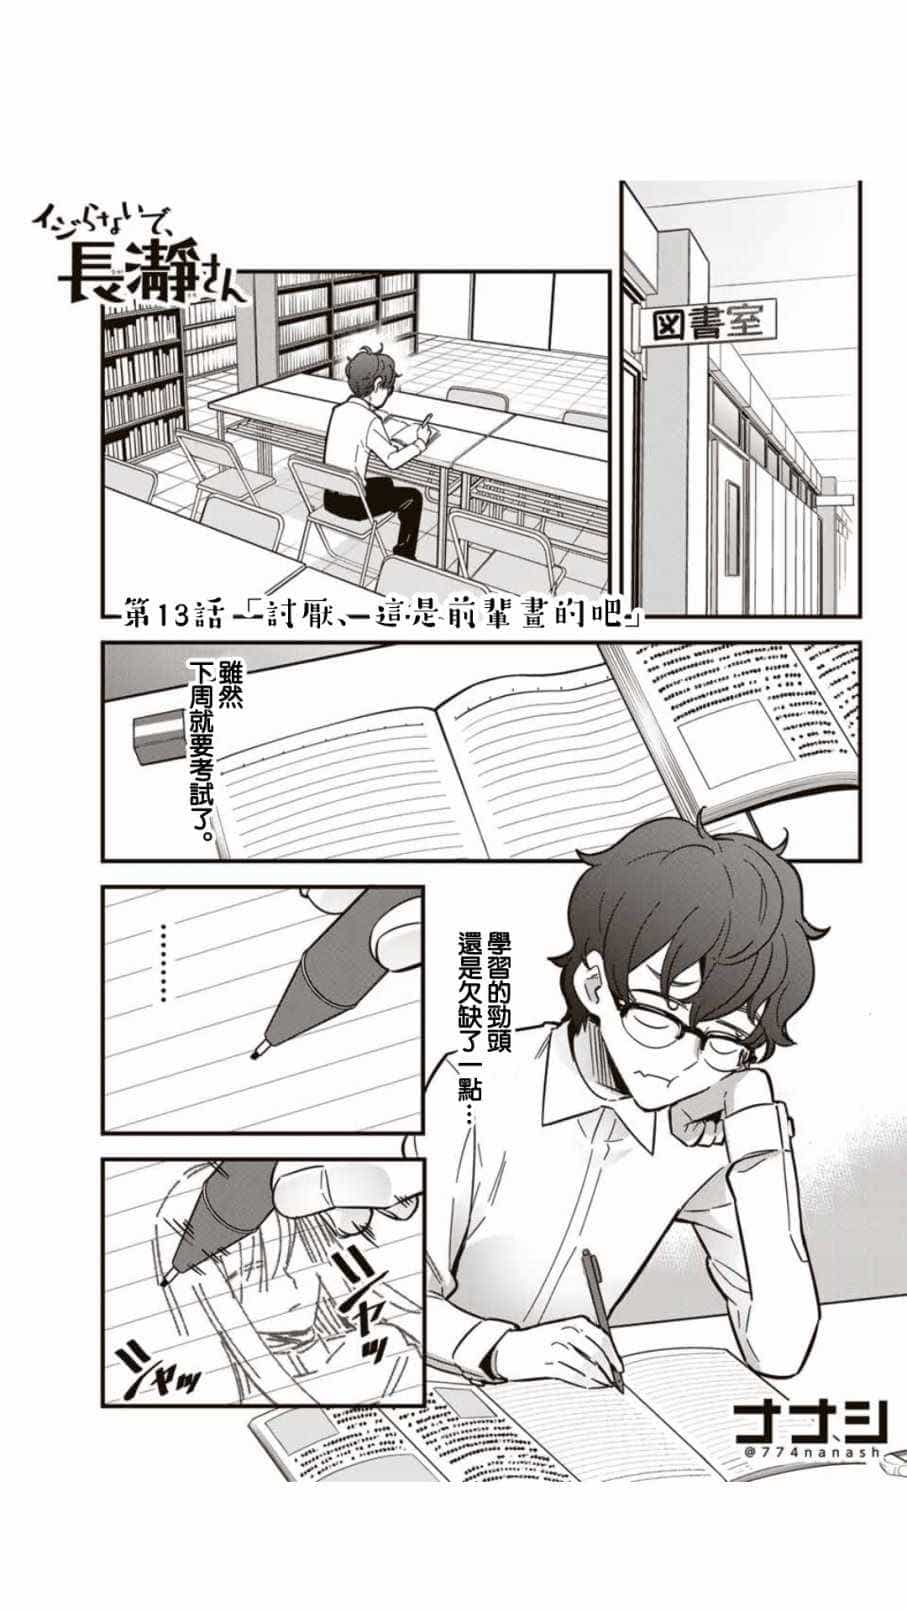 イジらないで、
長瀞さん
図書室
第13話「討厭、這是前輩畫的吧」
雖然
下周就要考試了。
學習的勁頭
還是欠缺了一點…
………
シャッ
シャッ
ナナシ
@774nanash